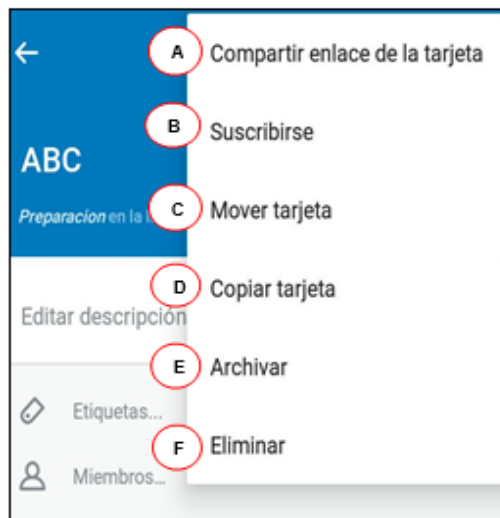 A Compartir enlace de la tarjeta
B Suscribirse
ABC
Preparacion en la
C Mover tarjeta
D Copiar tarjeta
Editar descripción
E Archivar
Etiquetas...
F Eliminar
Miembros...